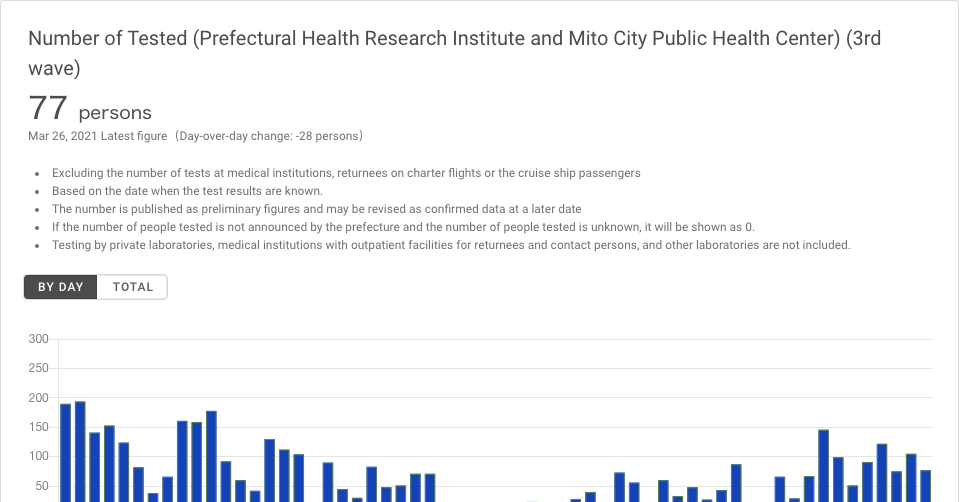 Number of Tested (Prefectural Health Research Institute and Mito City Public Health Center) (3rd
wave)
77 persons
Mar 26, 2021 Latest figure（Day-over-day change: -28 persons）
• Excluding the number of tests at medical institutions, returnees on charter flights or the cruise ship passengers
• Based on the date when the test results are known.
• The number is published as preliminary figures and may be revised as confirmed data at a later date
• If the number of people tested is not announced by the prefecture and the number of people tested is unknown, it will be shown as 0.
• Testing by private laboratories, medical institutions with outpatient facilities for returnees and contact persons, and other laboratories are not included.
BY DAY TOTAL
300
250
200
150
100
50